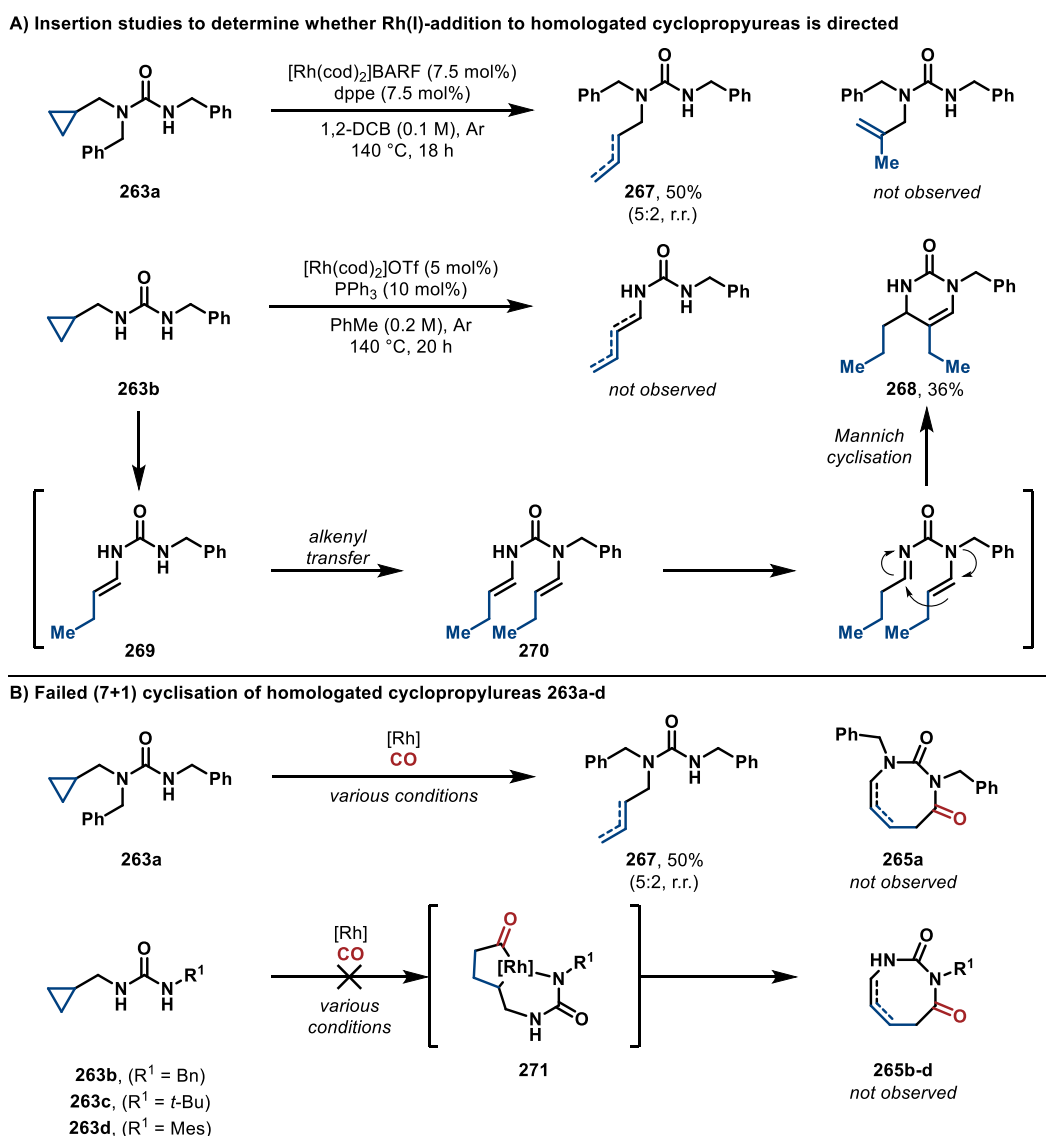 A) Insertion studies to determine whether Rh(I)-addition to homologated cyclopropyureas is directed
O
N
N
H
Ph
Ph
263a
[Rh(cod)2]BARF (7.5 mol%)
dppe (7.5 mol%)
1,2-DCB (0.1 M), Ar
140 °C, 18 h
O
Ph
N
N
H
Ph
267, 50%
(5:2, r.r.)
O
Ph
N
N
H
Ph
Me
not observed
O
N
H
N
H
Ph
263b
[Rh(cod)2]OTf (5 mol%)
PPh3 (10 mol%)
PhMe (0.2 M), Ar
140 °C, 20 h
O
HN
N
H
Ph
not observed
O
HN
N
Ph
Me
Me
268, 36%
Mannich
cyclisation
O
HN
N
H
Ph
Me
269
alkenyl
transfer
O
HN
N
Ph
Me
Me
270
O
N
N
Ph
Me
Me
B) Failed (7+1) cyclisation of homologated cyclopropylureas 263a-d
O
N
N
H
Ph
Ph
263a
[Rh]
CO
various conditions
O
Ph
N
N
H
Ph
267, 50%
(5:2, r.r.)
Ph
O
N
N
Ph
O
265a
not observed
O
N
H
N
H
R1
263b, (R1 = Bn)
263c, (R1 = t-Bu)
263d, (R1 = Mes)
[Rh]
CO
various
conditions
O
[Rh]
R1
N
N
H
O
271
O
HN
N
R1
O
265b-d
not observed